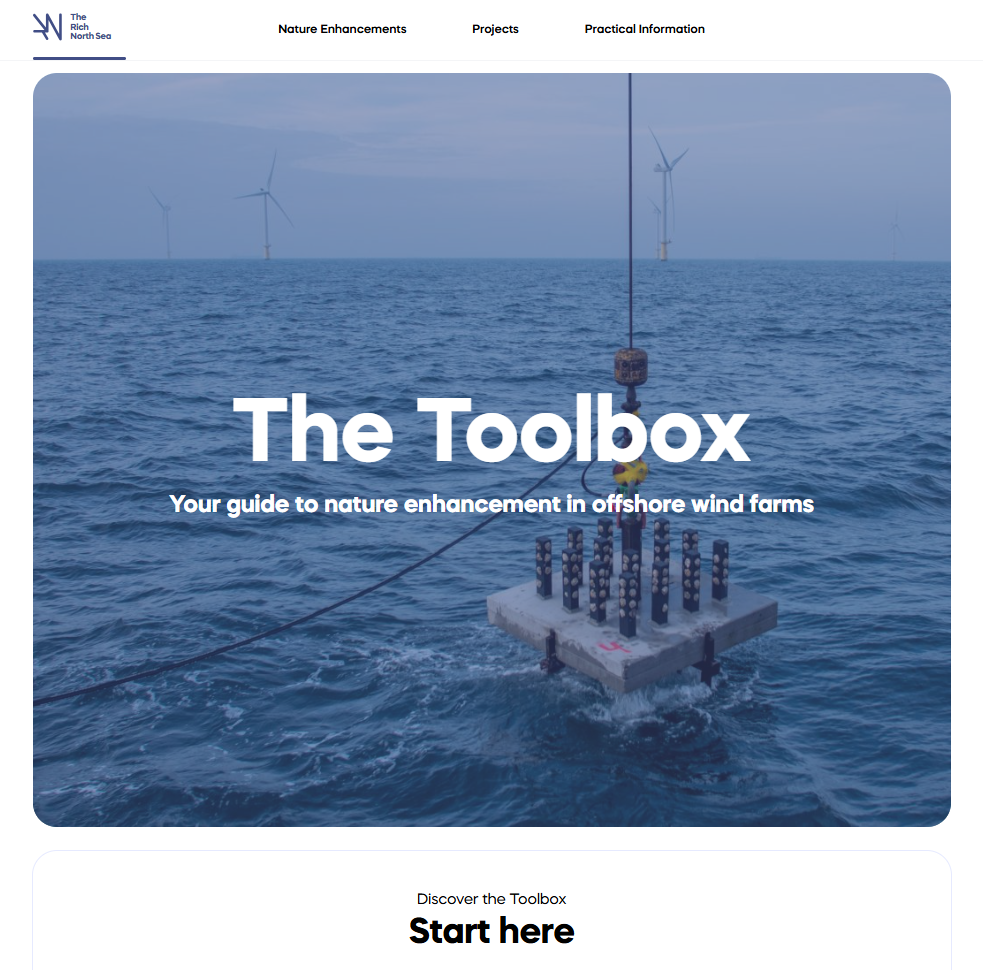 The
Rich
North Sea
Nature Enhancements
Projects
Practical Information
The Toolbox
Your guide to nature enhancement in offshore wind farms
Discover the Toolbox
Start here